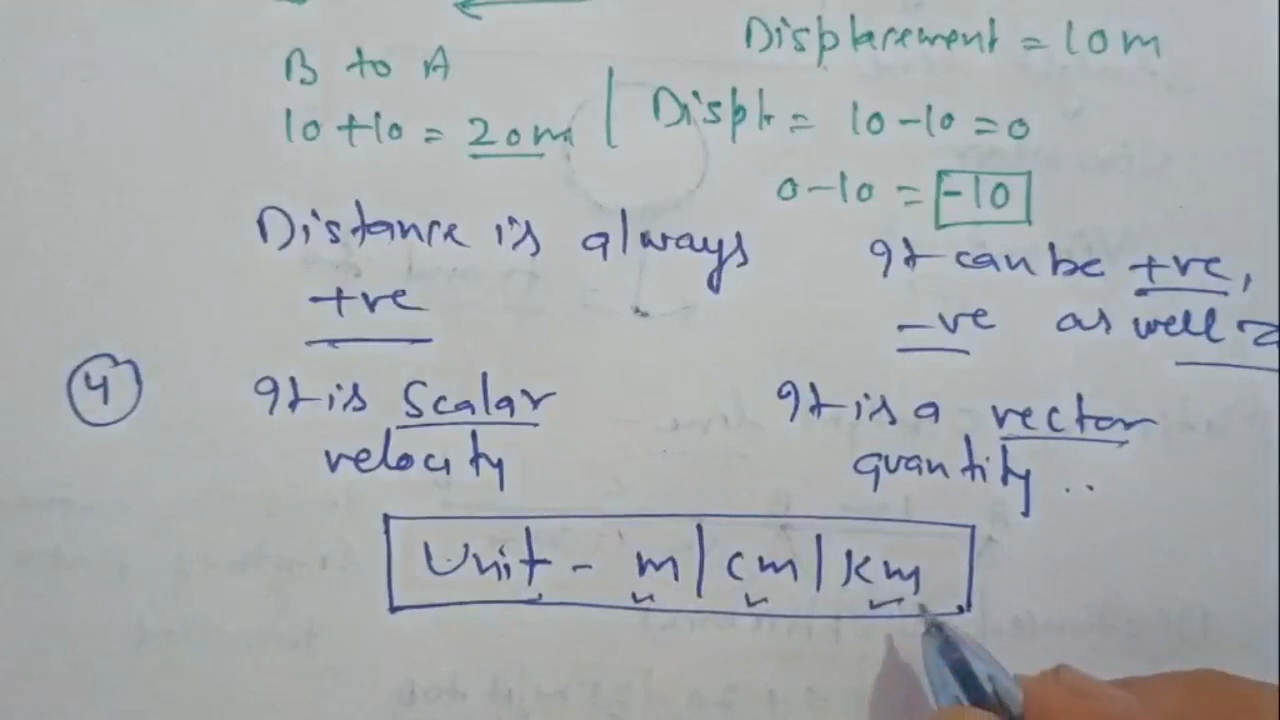 Displacement = 10m
B to A
10 + 10 = 20m | Displ. = 10 - 10 = 0
0 - 10 = -10
Distance is always
+ve
It can be +ve,
-ve as well
4
It is Scalar
velocity
It is a vector
quantity ..
Unit - m | cm | km